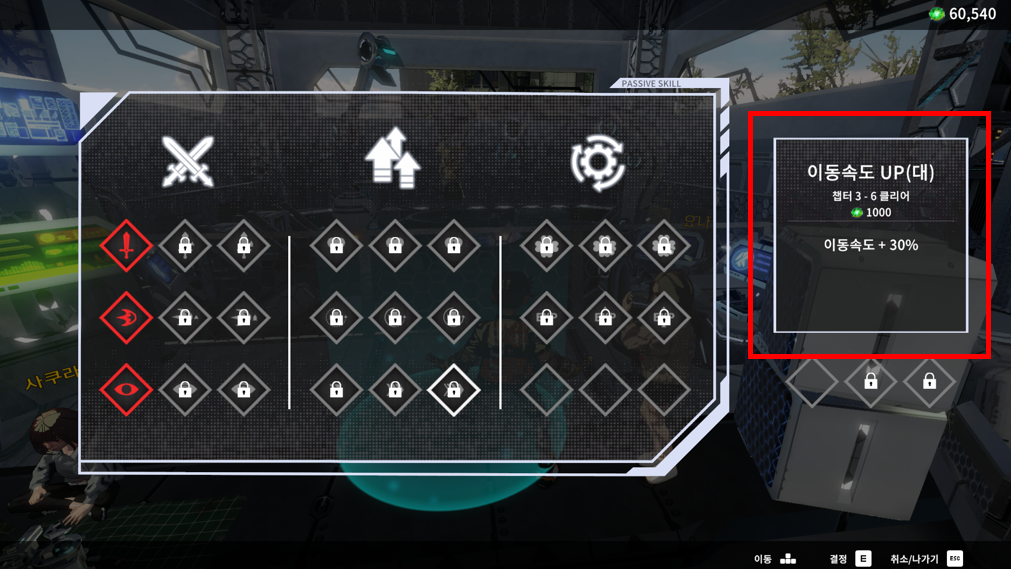 60,540
PASSIVE SKILL
이동속도 UP(대)
챕터 3 - 6 클리어
1000
이동속도 + 30%
사쿠라
이동
결정 E
취소/나가기 ESC